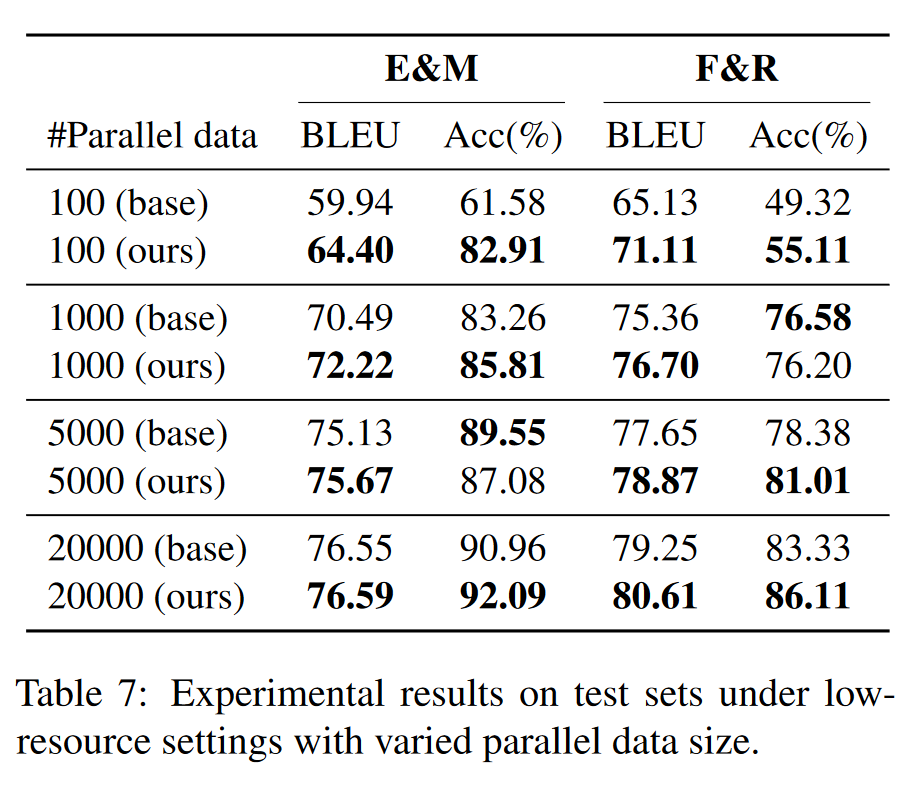 E&M F&R
#Parallel data BLEU Acc(%) BLEU Acc(%)
100 (base) 59.94 61.58 65.13 49.32
100 (ours) 64.40 82.91 71.11 55.11
1000 (base) 70.49 83.26 75.36 76.58
1000 (ours) 72.22 85.81 76.70 76.20
5000 (base) 75.13 89.55 77.65 78.38
5000 (ours) 75.67 87.08 78.87 81.01
20000 (base) 76.55 90.96 79.25 83.33
20000 (ours) 76.59 92.09 80.61 86.11
Table 7: Experimental results on test sets under low-
resource settings with varied parallel data size.